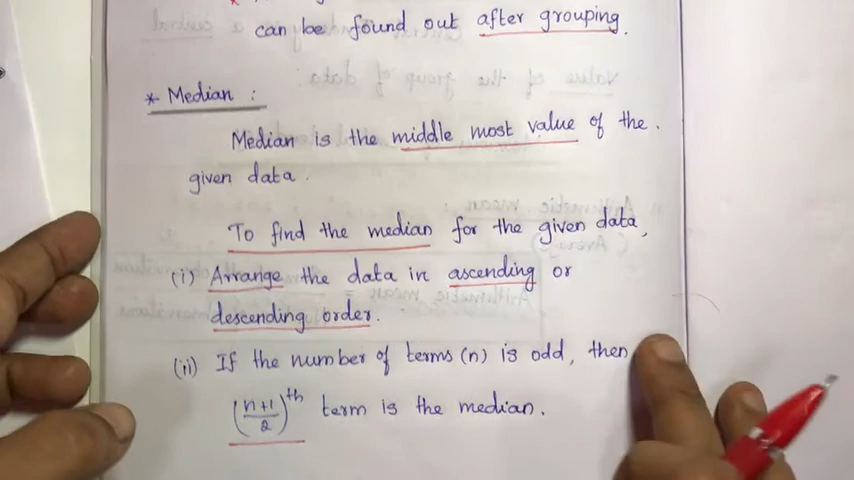 can be found out after grouping.
* Median :
Median is the middle most value of the.
given data.
To find the median for the given data,
(i) Arrange the data in ascending or
descending order.
(ii) If the number of terms (n) is odd, then
(n+1/2)th term is the median.